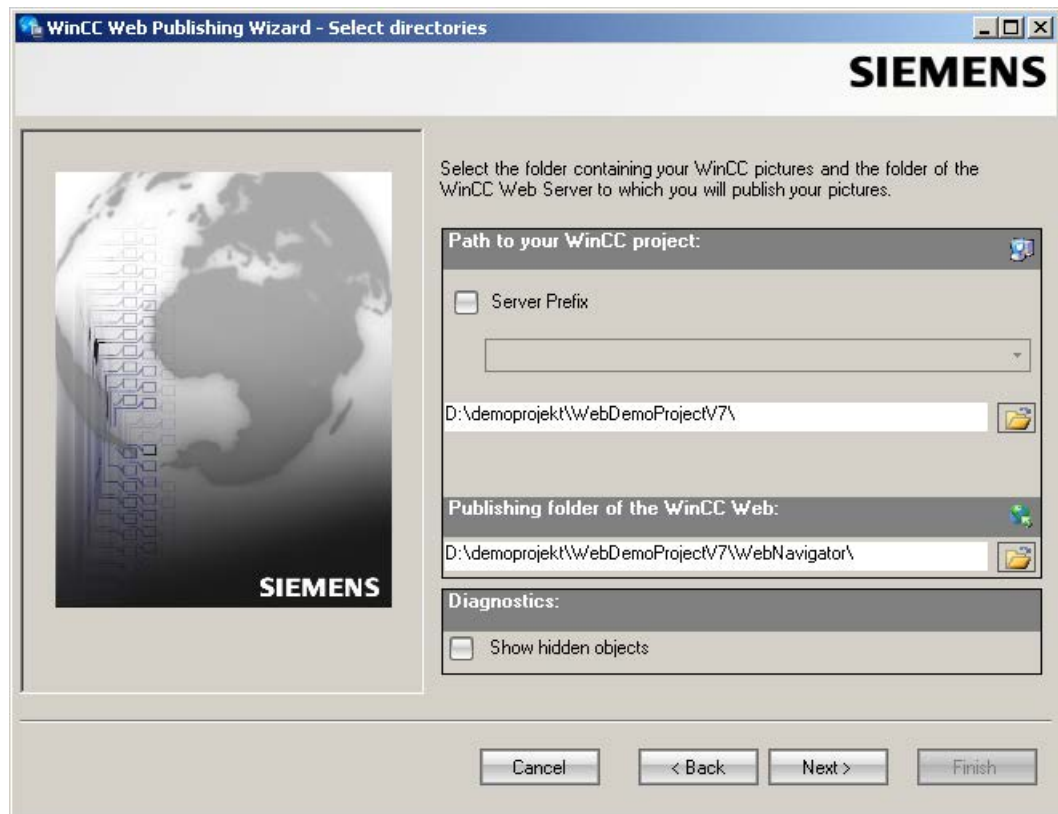 WinCC Web Publishing Wizard - Select directories
SIEMENS
Select the folder containing your WinCC pictures and the folder of the
WinCC Web Server to which you will publish your pictures.
Path to your WinCC project:
Server Prefix
D:\demoprojekt\WebDemoProjectV7\
Publishing folder of the WinCC Web:
D:\demoprojekt\WebDemoProjectV7\WebNavigator\
SIEMENS
Diagnostics:
Show hidden objects
Cancel
< Back
Next >
Finish